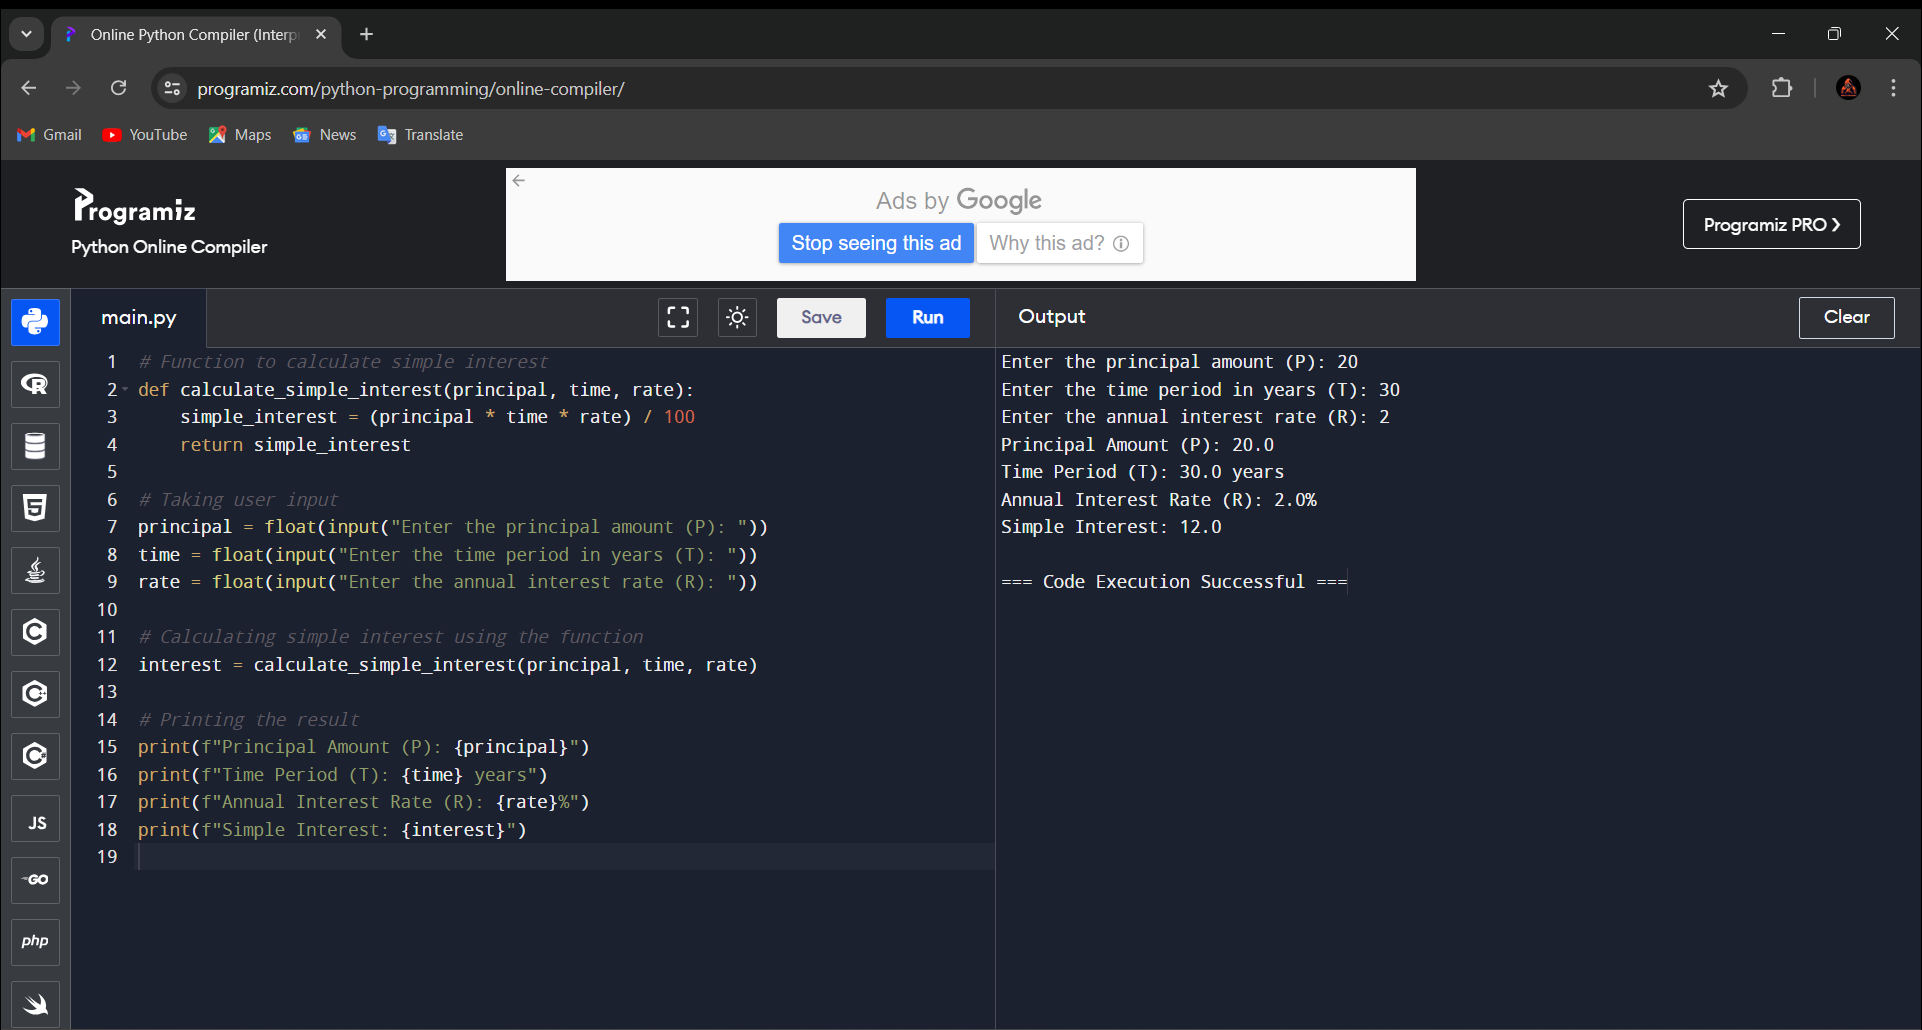 Online Python Compiler (Interp
programiz.com/python-programming/online-compiler/
Gmail YouTube Maps News Translate
Programiz
Python Online Compiler
Ads by Google
Stop seeing this ad Why this ad?
Programiz PRO
main.py
Save Run
JS
GO
php
1 # Function to calculate simple interest
2 def calculate_simple_interest(principal, time, rate):
3     simple_interest = (principal * time * rate) / 100
4     return simple_interest
5
6 # Taking user input
7 principal = float(input("Enter the principal amount (P): "))
8 time = float(input("Enter the time period in years (T): "))
9 rate = float(input("Enter the annual interest rate (R): "))
10
11 # Calculating simple interest using the function
12 interest = calculate_simple_interest(principal, time, rate)
13
14 # Printing the result
15 print(f"Principal Amount (P): {principal}")
16 print(f"Time Period (T): {time} years")
17 print(f"Annual Interest Rate (R): {rate}%")
18 print(f"Simple Interest: {interest}")
19
Output Clear
Enter the principal amount (P): 20
Enter the time period in years (T): 30
Enter the annual interest rate (R): 2
Principal Amount (P): 20.0
Time Period (T): 30.0 years
Annual Interest Rate (R): 2.0%
Simple Interest: 12.0
=== Code Execution Successful ===